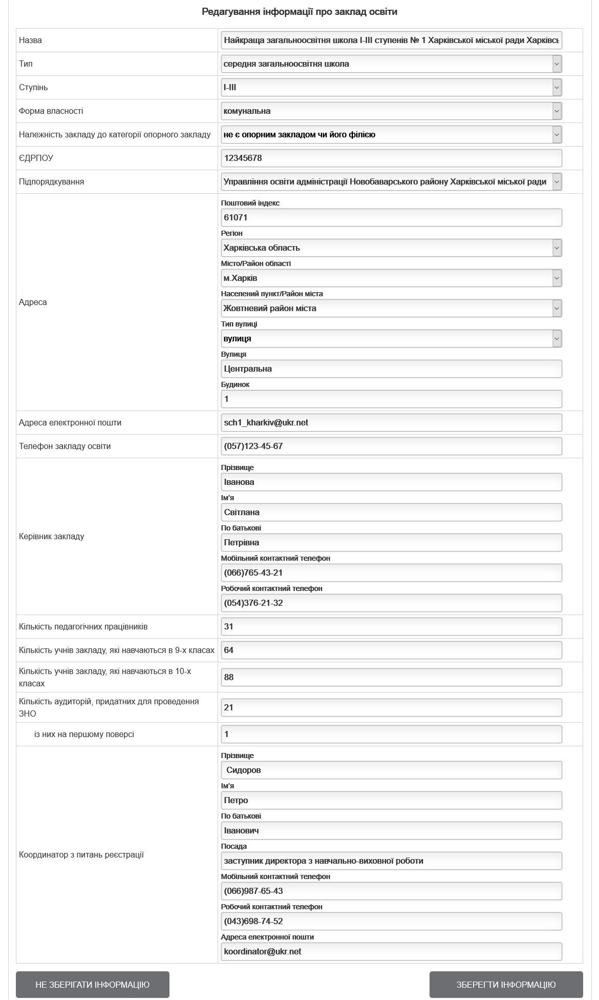 Редагування інформації про заклад освіти
Назва
Найкраща загальноосвітня школа І-ІІІ ступенів № 1 Харківської міської ради Харківсь
Тип
середня загальноосвітня школа
Ступінь
І-ІІІ
Форма власності
комунальна
Належність закладу до категорії опорного закладу
не є опорним закладом чи його філією
ЄДРПОУ
12345678
Підпорядкування
Управління освіти адміністрації Новобаварського району Харківської міської ради
Адреса
Поштовий індекс
61071
Регіон
Харківська область
Місто/Район області
м.Харків
Населений пункт/Район міста
Жовтневий район міста
Тип вулиці
вулиця
Вулиця
Центральна
Будинок
1
Адреса електронної пошти
sch1_kharkiv@ukr.net
Телефон закладу освіти
(057)123-45-67
Керівник закладу
Прізвище
Іванова
Ім'я
Світлана
По батькові
Петрівна
Мобільний контактний телефон
(066)765-43-21
Робочий контактний телефон
(054)376-21-32
Кількість педагогічних працівників
31
Кількість учнів закладу, які навчаються в 9-х класах
64
Кількість учнів закладу, які навчаються в 10-х
класах
88
Кількість аудиторій, придатних для проведення
ЗНО
21
із них на першому поверсі
1
Координатор з питань реєстрації
Прізвище
Сидоров
Ім'я
Петро
По батькові
Іванович
Посада
заступник директора з навчально-виховної роботи
Мобільний контактний телефон
(066)987-65-43
Робочий контактний телефон
(043)698-74-52
Адреса електронної пошти
koordinator@ukr.net
НЕ ЗБЕРІГАТИ ІНФОРМАЦІЮ
ЗБЕРЕГТИ ІНФОРМАЦІЮ